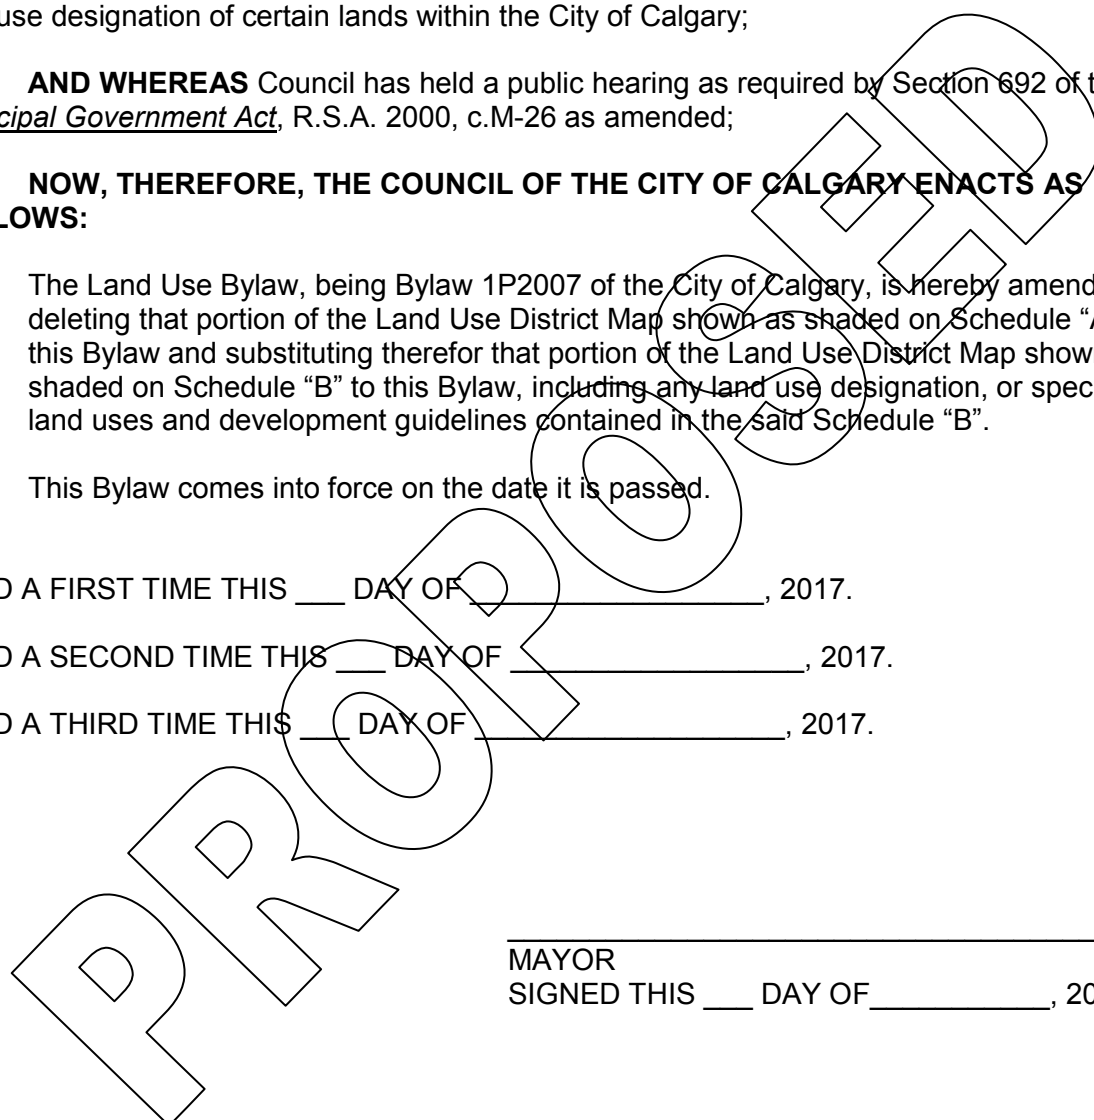 use designation of certain lands within the City of Calgary;
AND WHEREAS Council has held a public hearing as required by Section 692 of t
cipal Government Act, R.S.A. 2000, c.M-26 as amended;
NOW, THEREFORE, THE COUNCIL OF THE CITY OF CALGARY ENACTS AS
LOWS:
The Land Use Bylaw, being Bylaw 1P2007 of the City of Calgary, is hereby amend
deleting that portion of the Land Use District Map shown as shaded on Schedule “A
this Bylaw and substituting therefor that portion of the Land Use District Map show
shaded on Schedule “B” to this Bylaw, including any land use designation, or spec
land uses and development guidelines contained in the said Schedule “B”.
This Bylaw comes into force on the date it is passed.
D A FIRST TIME THIS ___ DAY OF __________________, 2017.
D A SECOND TIME THIS ___ DAY OF __________________, 2017.
D A THIRD TIME THIS ___ DAY OF ___________________, 2017.
MAYOR
SIGNED THIS ___ DAY OF___________, 20
PROPOSED